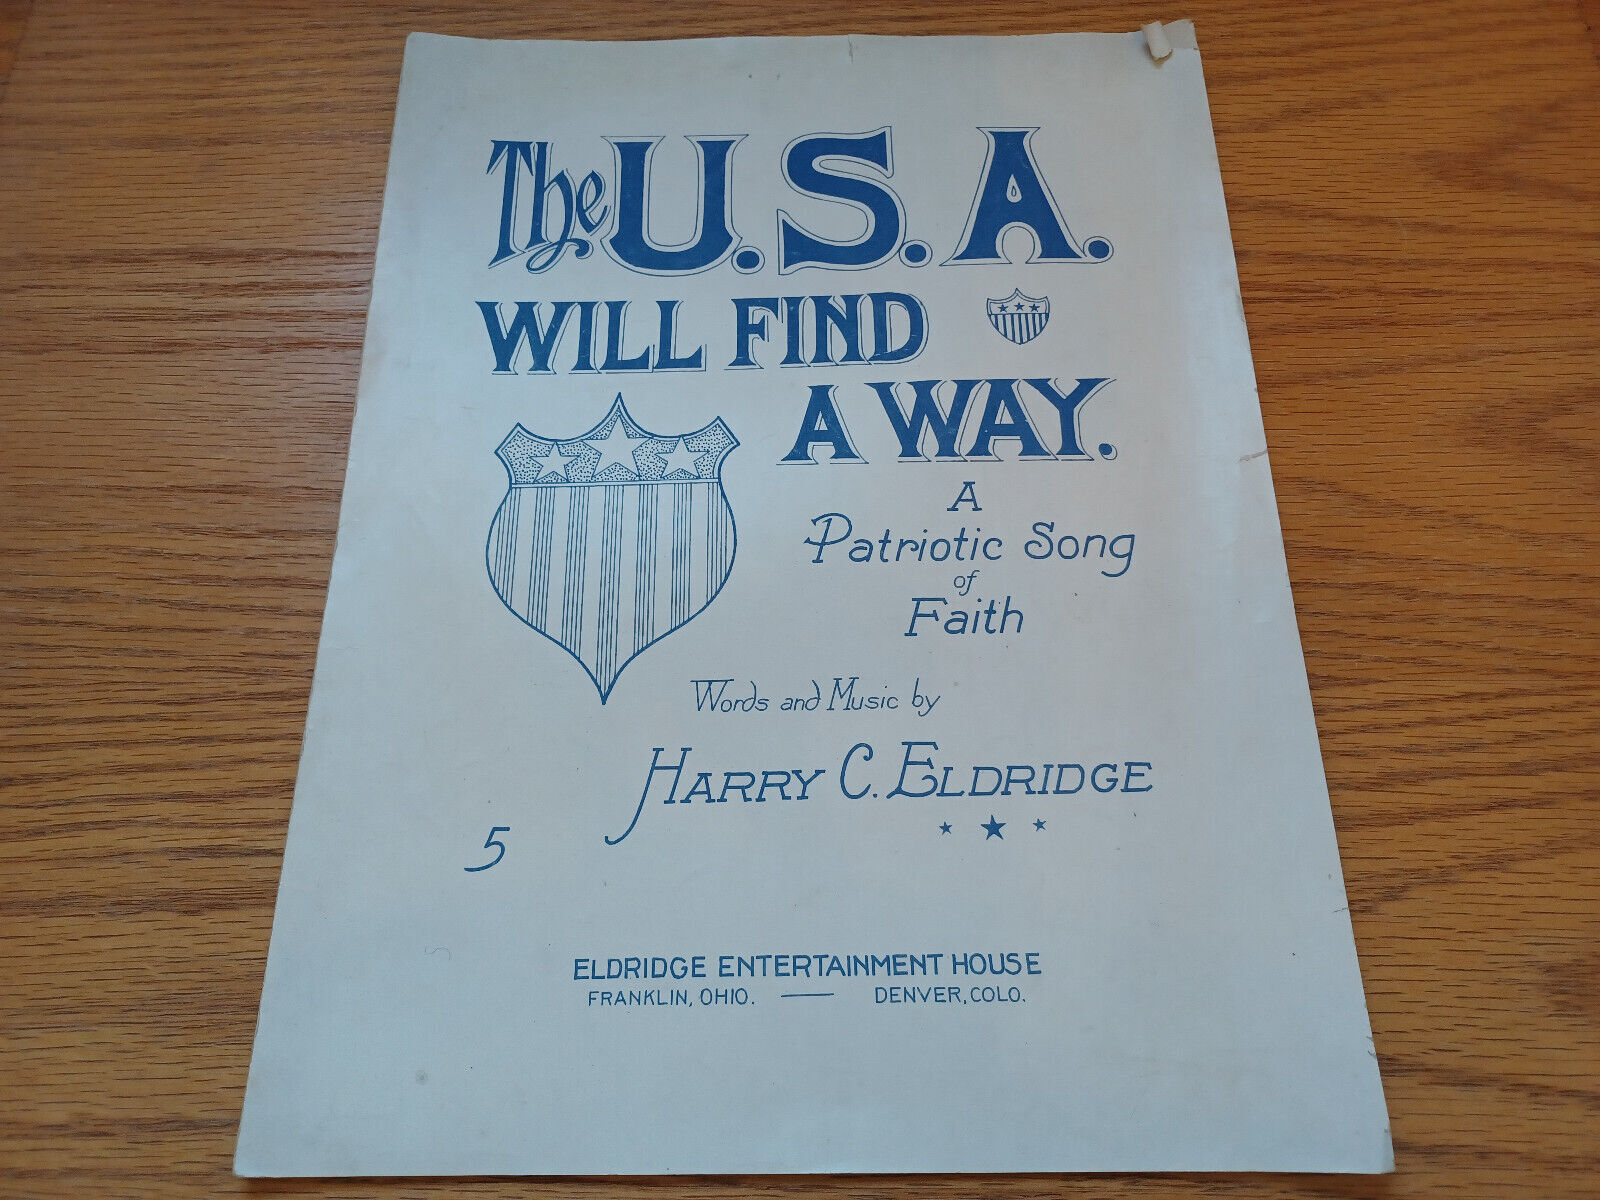 The U.S.A.
WILL FIND
A WAY.
A
Patriotic Song
of
Faith
Words and Music by
HARRY C. ELDRIDGE
5
ELDRIDGE ENTERTAINMENT HOUSE
FRANKLIN, OHIO. — DENVER, COLO.